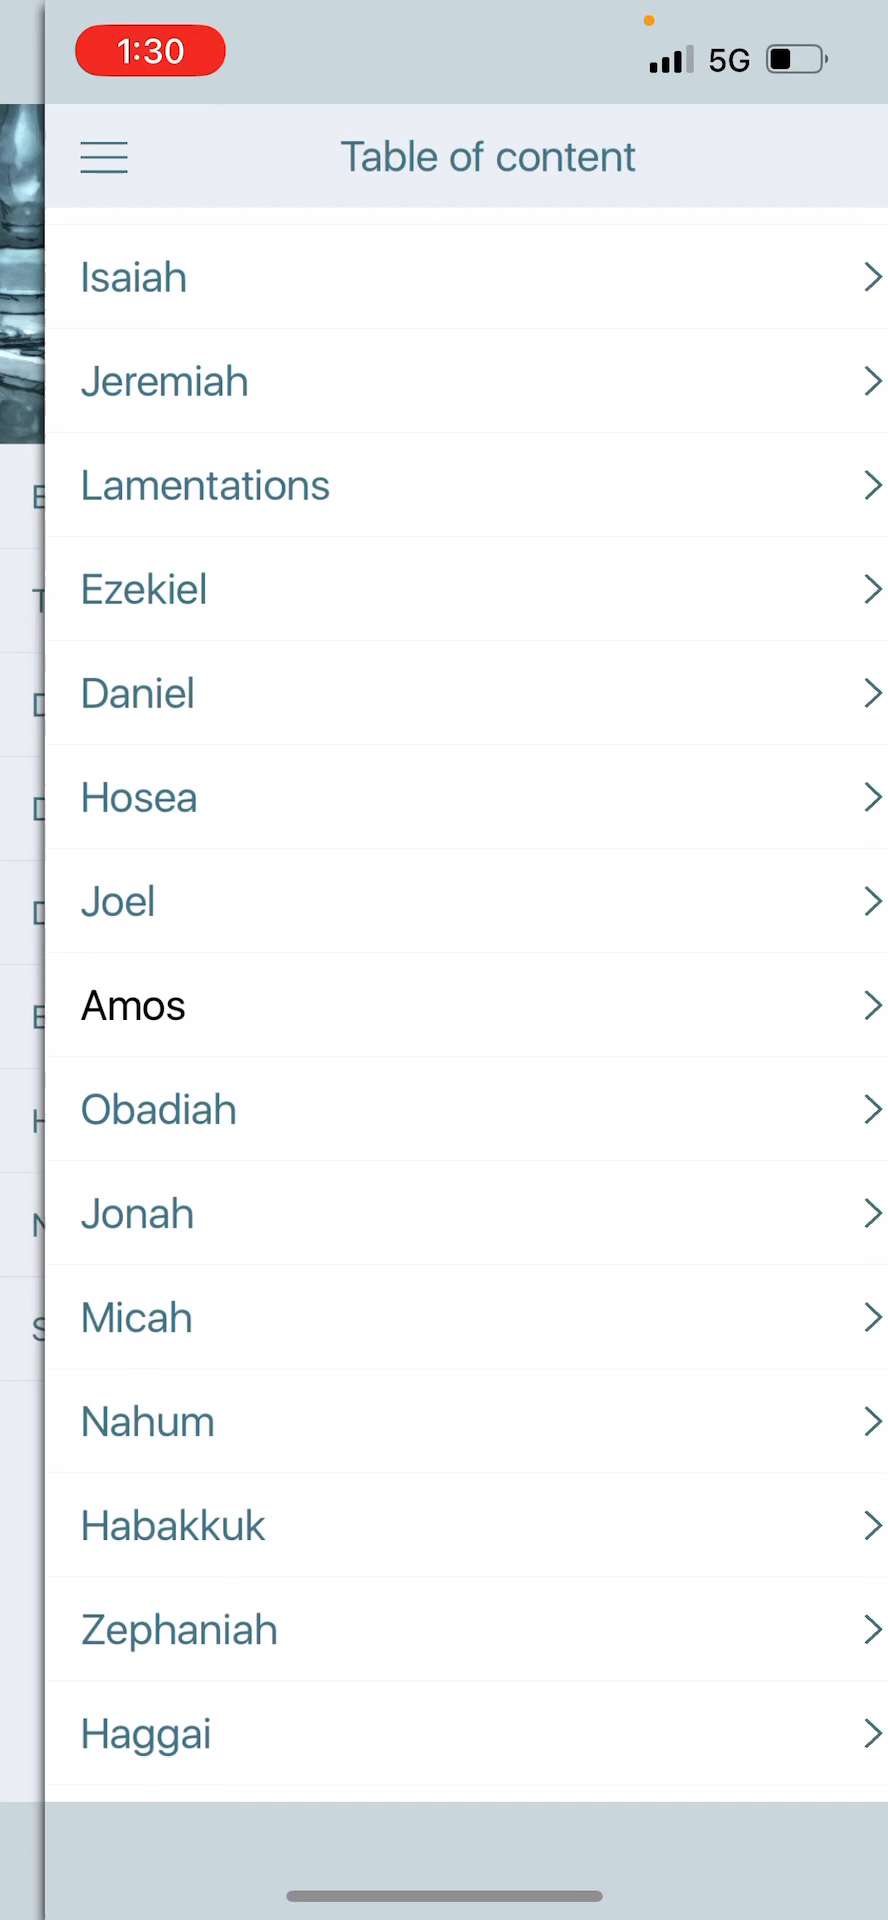 1:30
5G
Table of content
Isaiah
Jeremiah
Lamentations
Ezekiel
Daniel
Hosea
Joel
Amos
Obadiah
Jonah
Micah
Nahum
Habakkuk
Zephaniah
Haggai